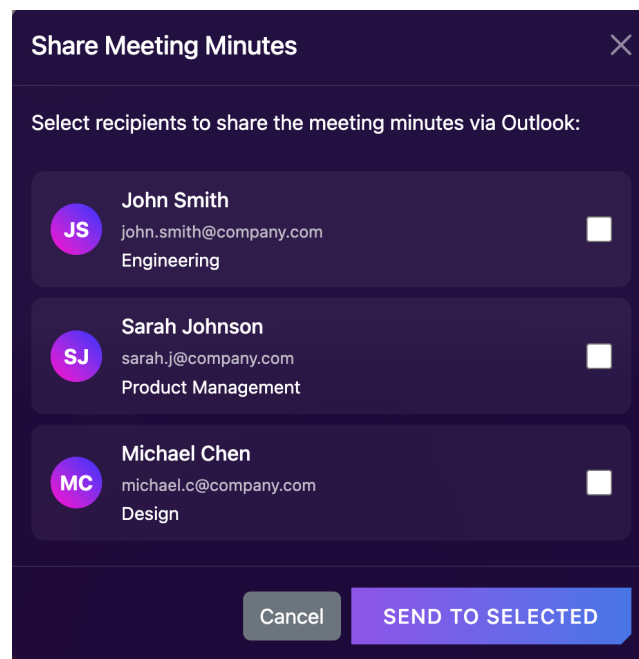 Share Meeting Minutes
Select recipients to share the meeting minutes via Outlook:
JS
John Smith
john.smith@company.com
Engineering
SJ
Sarah Johnson
sarah.j@company.com
Product Management
MC
Michael Chen
michael.c@company.com
Design
Cancel
SEND TO SELECTED